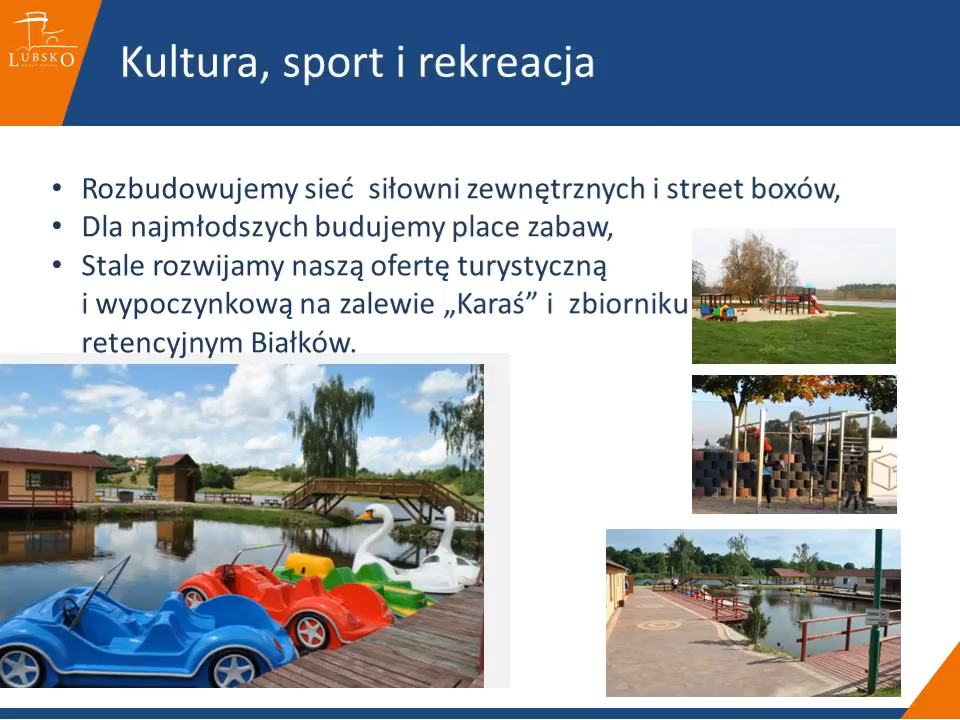 LUBSKO
Kultura, sport i rekreacja
• Rozbudowujemy sieć siłowni zewnętrznych i street boxów,
• Dla najmłodszych budujemy place zabaw,
• Stale rozwijamy naszą ofertę turystyczną
i wypoczynkową na zalewie „Karaś” i zbiorniku
retencyjnym Białków.